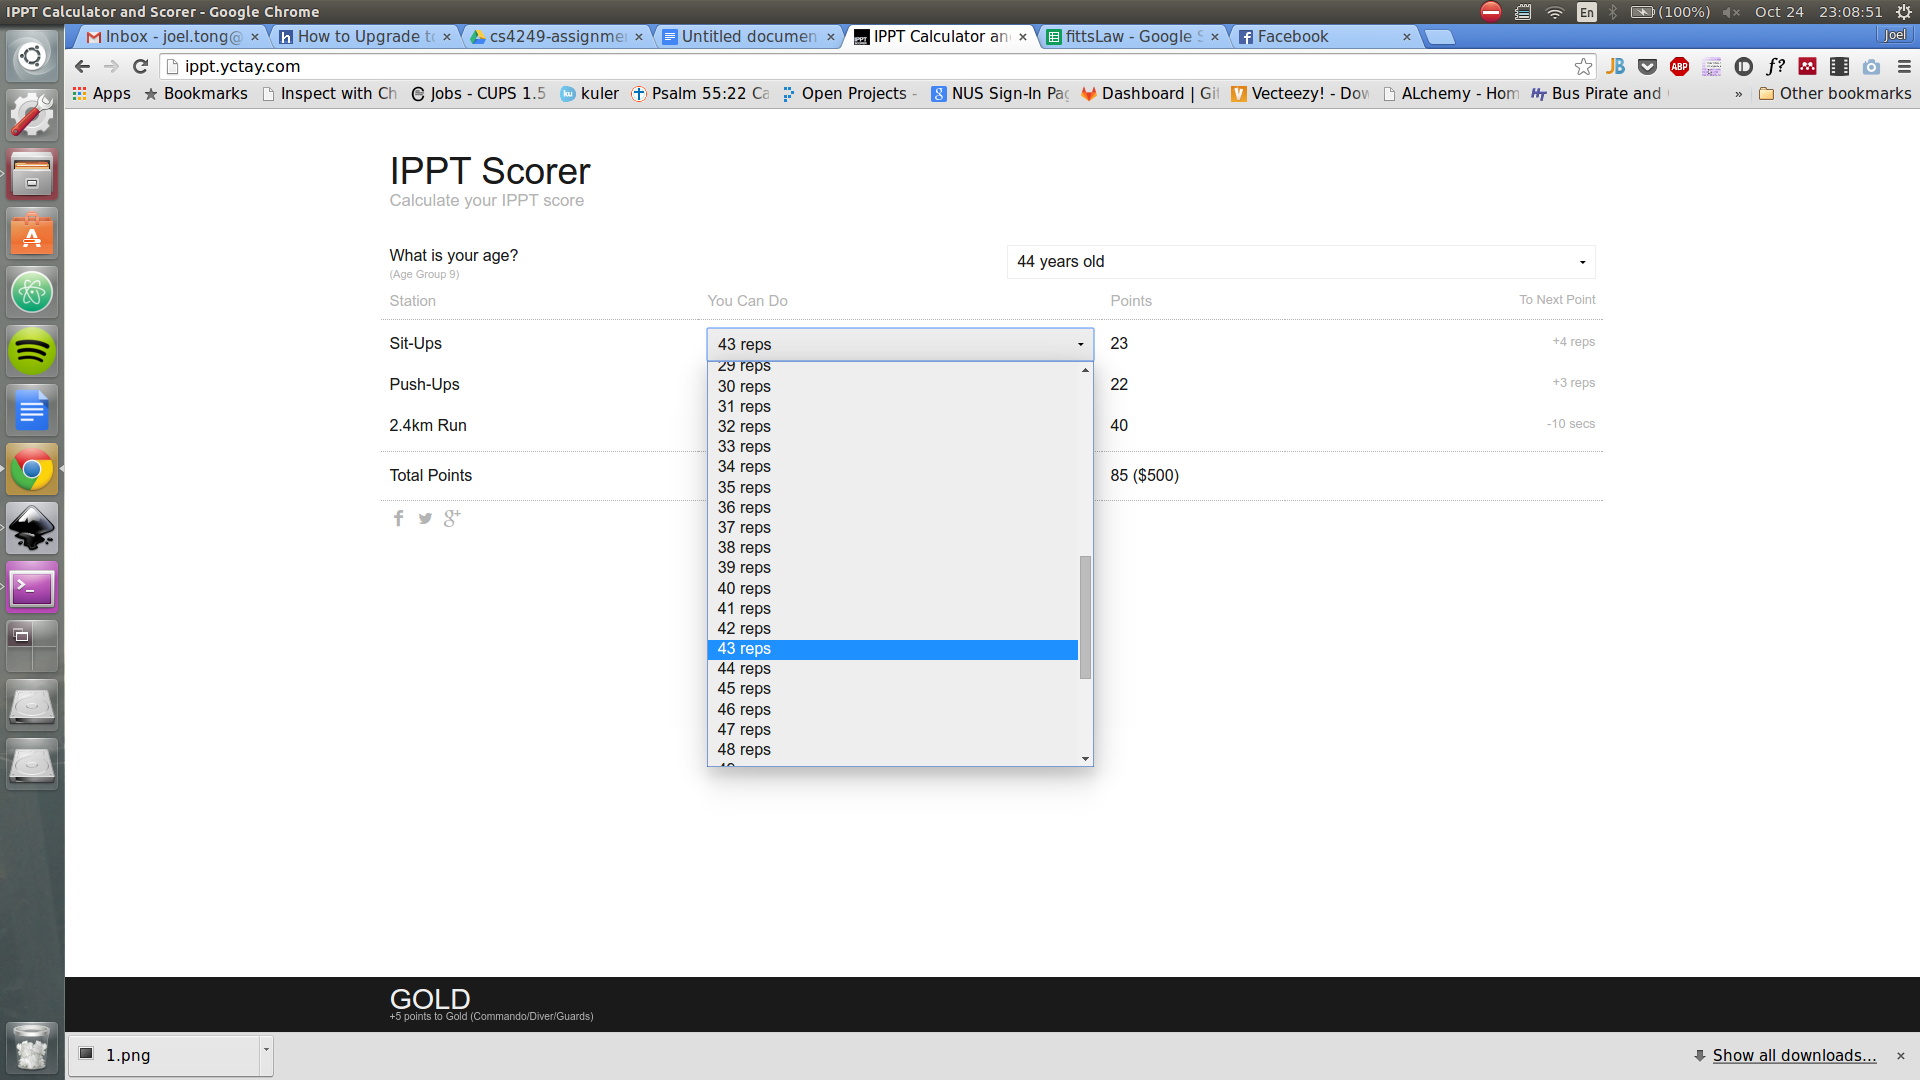 IPPT Calculator and Scorer - Google Chrome
En (100%) Oct 24 23:08:51
Inbox - joel.tong@ How to Upgrade to cs4249-assignme Untitled documen IPPT Calculator an fittsLaw - Google S Facebook Joel
ippt.yctay.com JB ABP f?
Apps Bookmarks Inspect with Ch Jobs - CUPS 1.5 ku kuler Psalm 55:22 Ca Open Projects - NUS Sign-In Pag Dashboard | Git Vecteezy! - Dow ALchemy - Hom HT Bus Pirate and » Other bookmarks
IPPT Scorer
Calculate your IPPT score
What is your age? 44 years old
(Age Group 9)
Station You Can Do Points To Next Point
Sit-Ups 43 reps 23 +4 reps
Push-Ups 22 +3 reps
2.4km Run 40 -10 secs
Total Points 85 ($500)
29 reps
30 reps
31 reps
32 reps
33 reps
34 reps
35 reps
36 reps
37 reps
38 reps
39 reps
40 reps
41 reps
42 reps
43 reps
44 reps
45 reps
46 reps
47 reps
48 reps
GOLD
+5 points to Gold (Commando/Diver/Guards)
1.png Show all downloads...